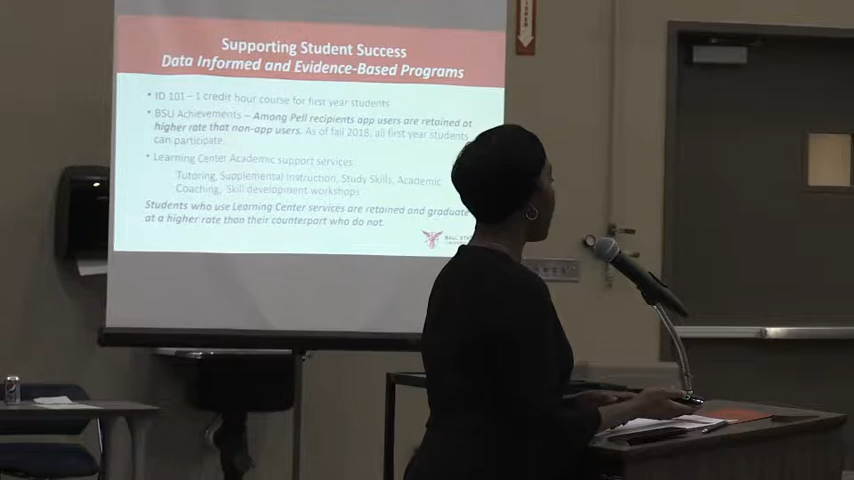 Supporting Student Success
Data Informed and Evidence-Based Programs
• ID 101 – 1 credit hour course for first year students
• BSU Achievements – Among Pell recipients app users are retained at
higher rate that non-app users. As of fall 2018, all first year students
can participate.
• Learning Center Academic support services
Tutoring, Supplemental Instruction, Study Skills, Academic
Coaching, Skill development workshops
Students who use Learning Center services are retained and graduate
at a higher rate than their counterpart who do not.
BALL STATE